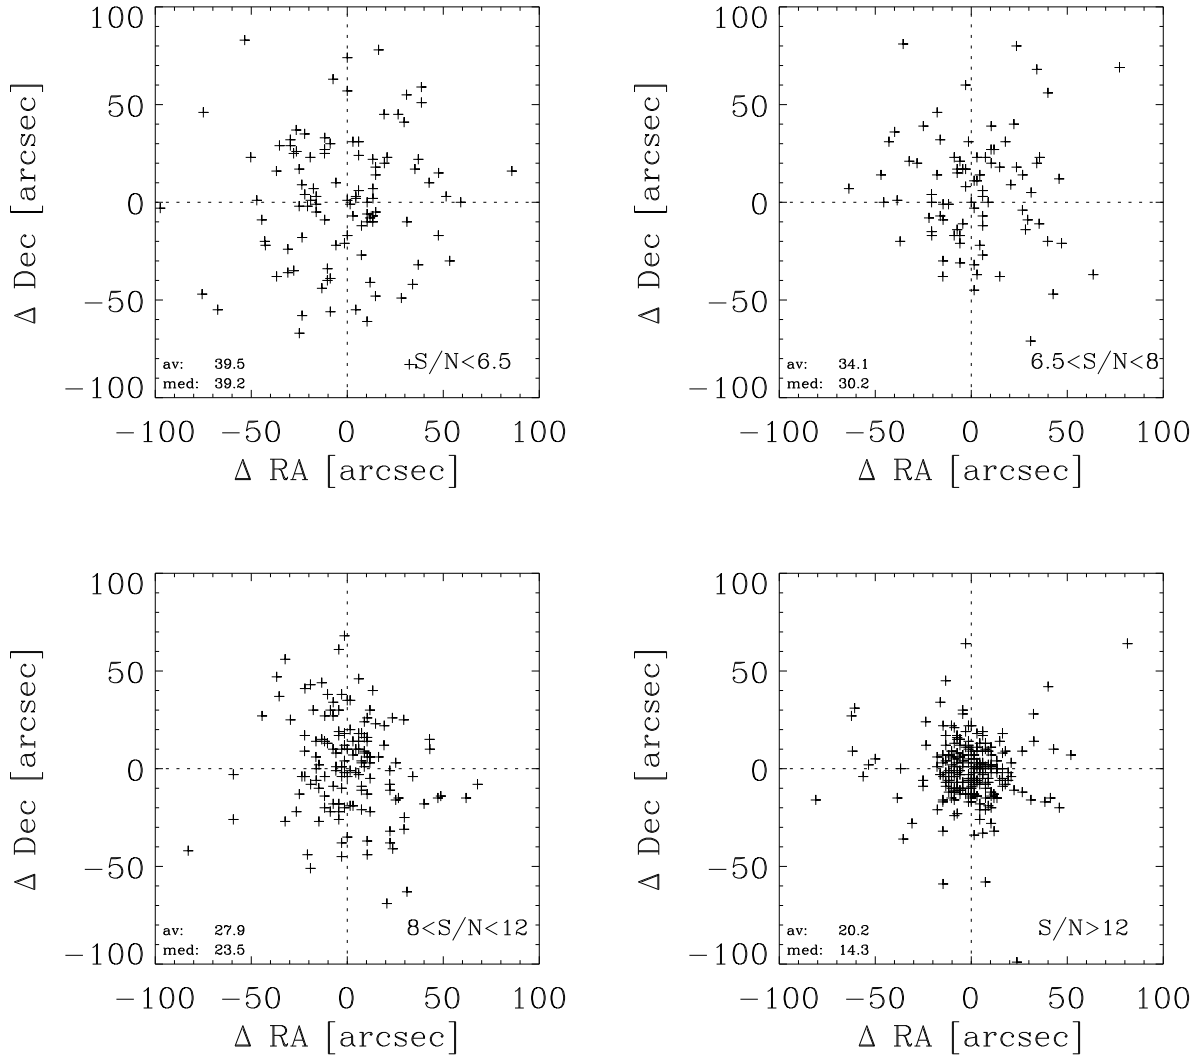 100
50
0
−50
−100
Δ Dec [arcsec]
av: 39.5
med: 39.2
S/N<6.5
−100 −50 0 50 100
Δ RA [arcsec]
100
50
0
−50
−100
Δ Dec [arcsec]
av: 34.1
med: 30.2
6.5<S/N<8
−100 −50 0 50 100
Δ RA [arcsec]
100
50
0
−50
−100
Δ Dec [arcsec]
av: 27.9
med: 23.5
8<S/N<12
−100 −50 0 50 100
Δ RA [arcsec]
100
50
0
−50
−100
Δ Dec [arcsec]
av: 20.2
med: 14.3
S/N>12
−100 −50 0 50 100
Δ RA [arcsec]